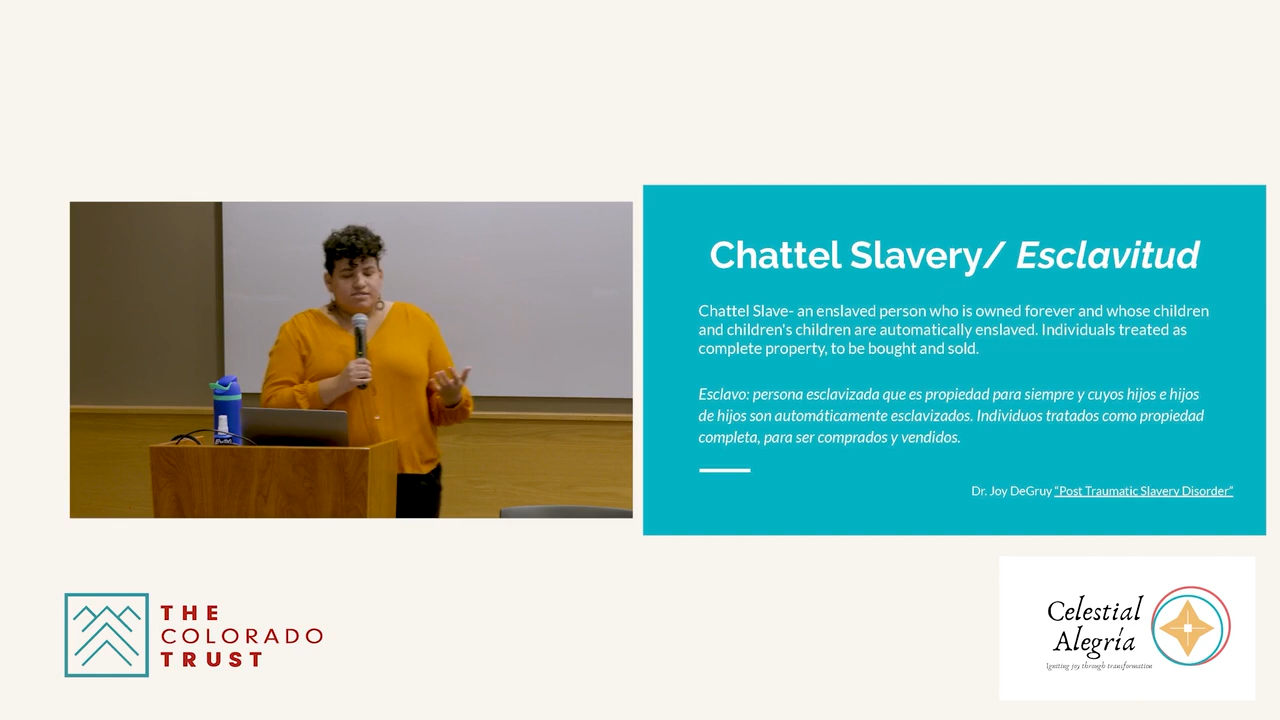 Chattel Slavery/ Esclavitud
Chattel Slave- an enslaved person who is owned forever and whose children
and children's children are automatically enslaved. Individuals treated as
complete property, to be bought and sold.
Esclavo: persona esclavizada que es propiedad para siempre y cuyos hijos e hijos
de hijos son automáticamente esclavizados. Individuos tratados como propiedad
completa, para ser comprados y vendidos.
Dr. Joy DeGruy “Post Traumatic Slavery Disorder”
THE
COLORADO
TRUST
Celestial
Alegría
Igniting joy through transformation